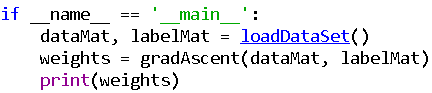 if __name__ == '__main__':
    dataMat, labelMat = loadDataSet()
    weights = gradAscent(dataMat, labelMat)
    print(weights)